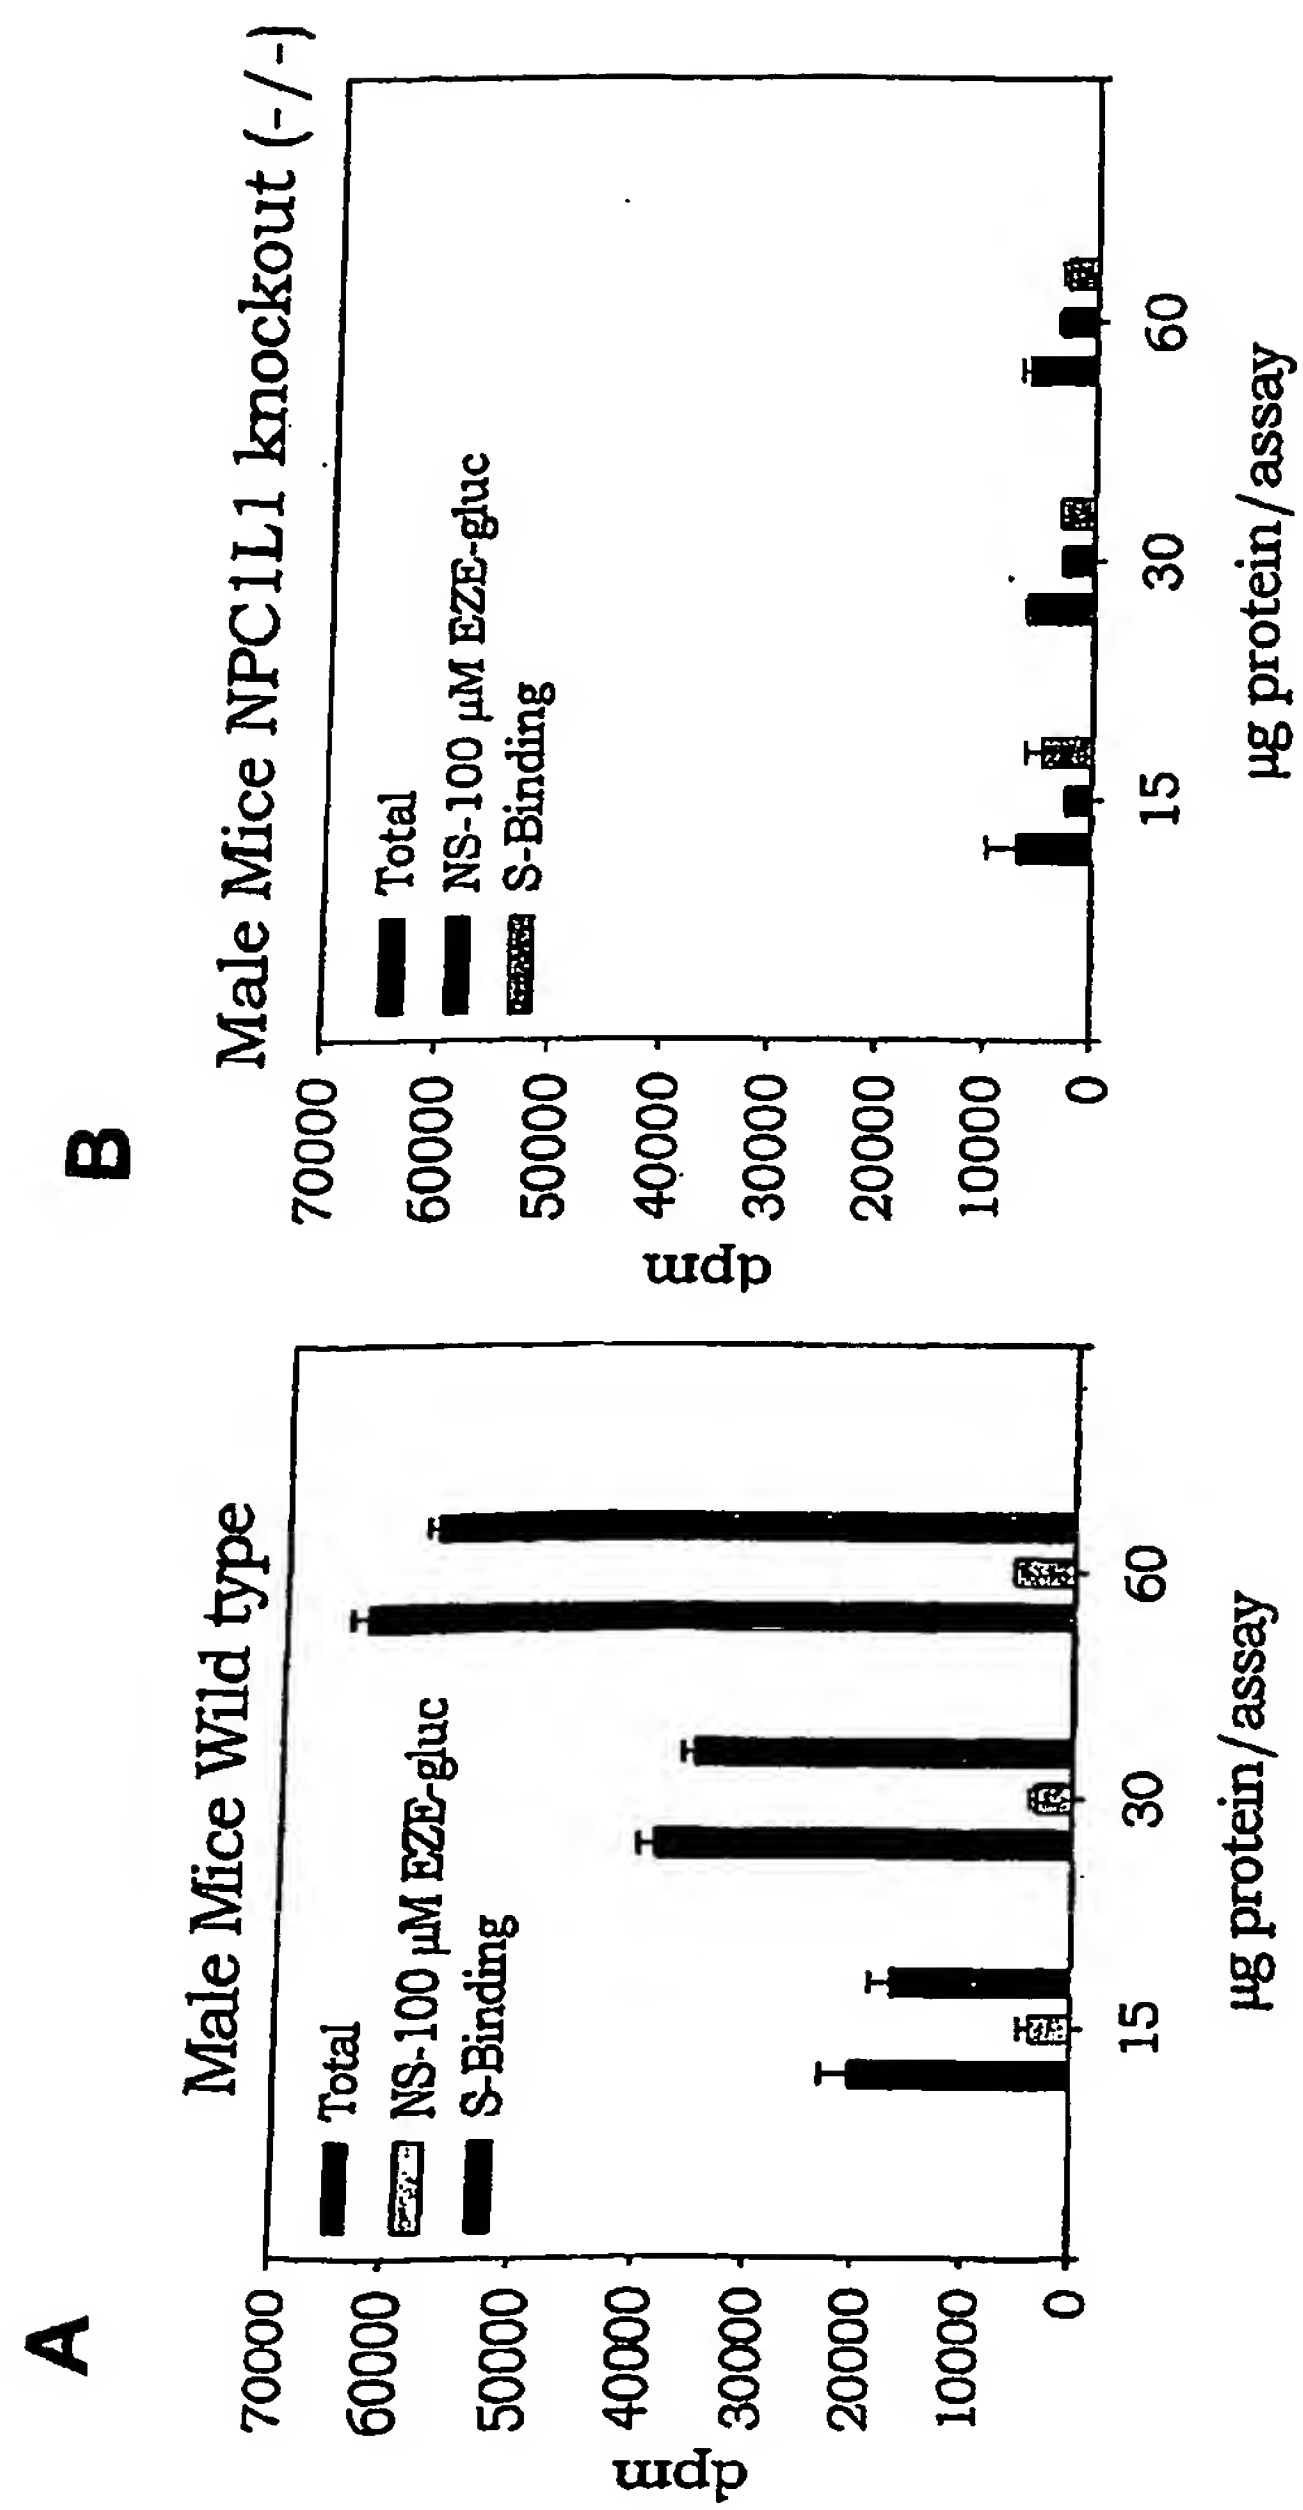 A
Male Mice Wild type
Total
NS-100 µM EZE-gluc
S-Binding
70000
60000
50000
40000
30000
20000
10000
0
dpm
15
30
60
µg protein/assay
B
Male Mice NPC1L1 knockout (-/-)
Total
NS-100 µM EZE-gluc
S-Binding
70000
60000
50000
40000
30000
20000
10000
0
dpm
15
30
60
µg protein/assay